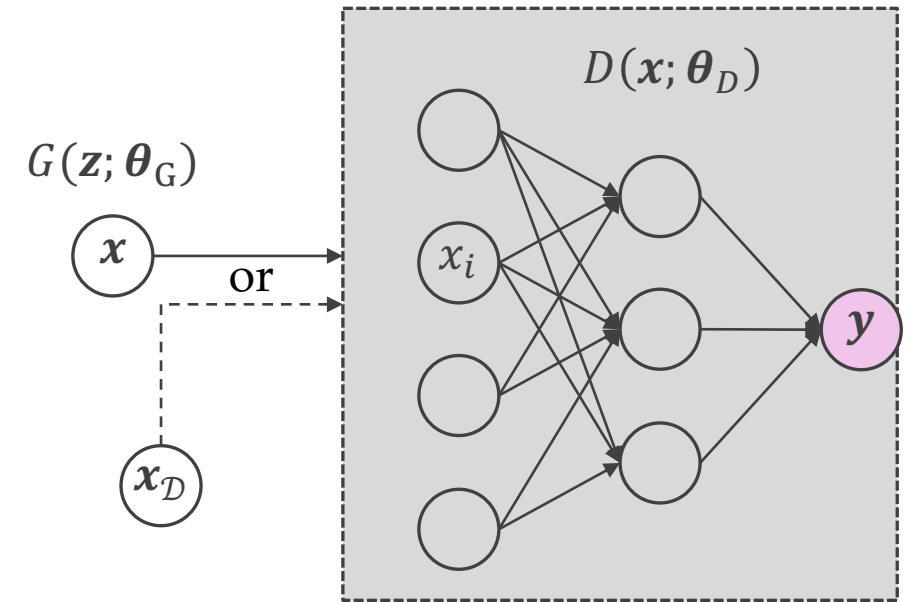 D(x; θ_D)
G(z; θ_G)
x
x_i
or
y
x_𝒟